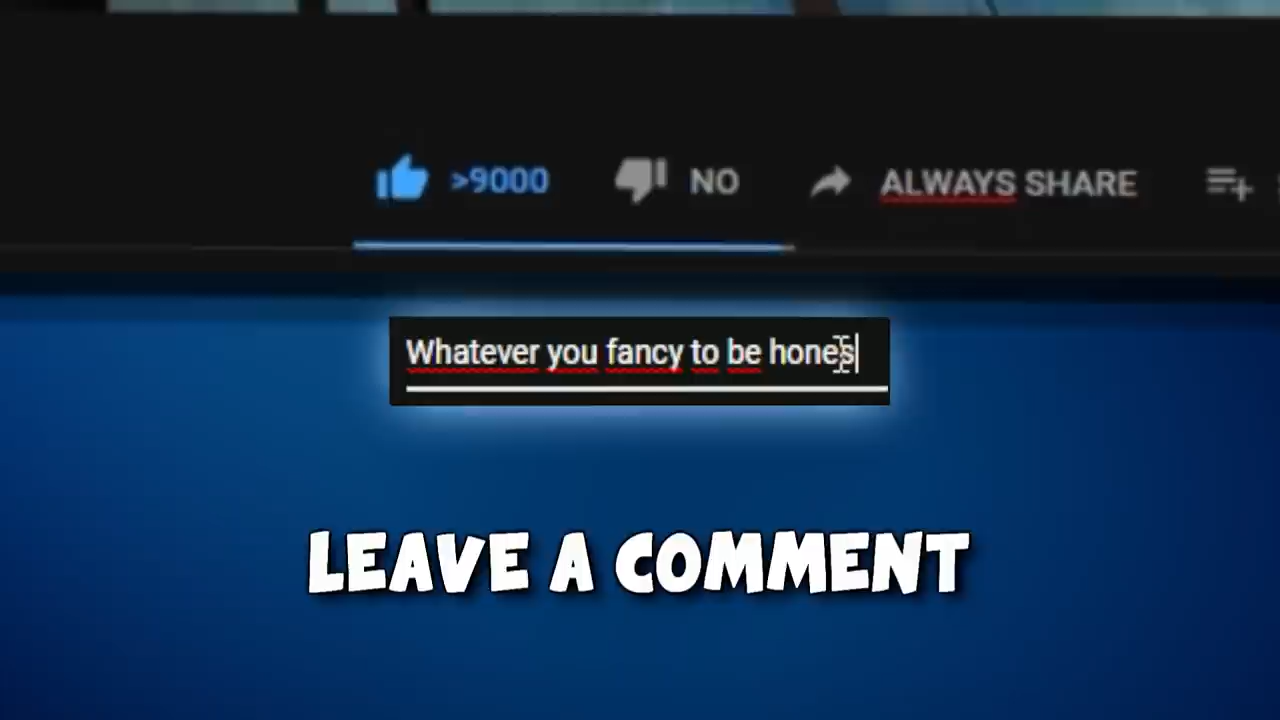 >9000 NO ALWAYS SHARE
Whatever you fancy to be hones
LEAVE A COMMENT